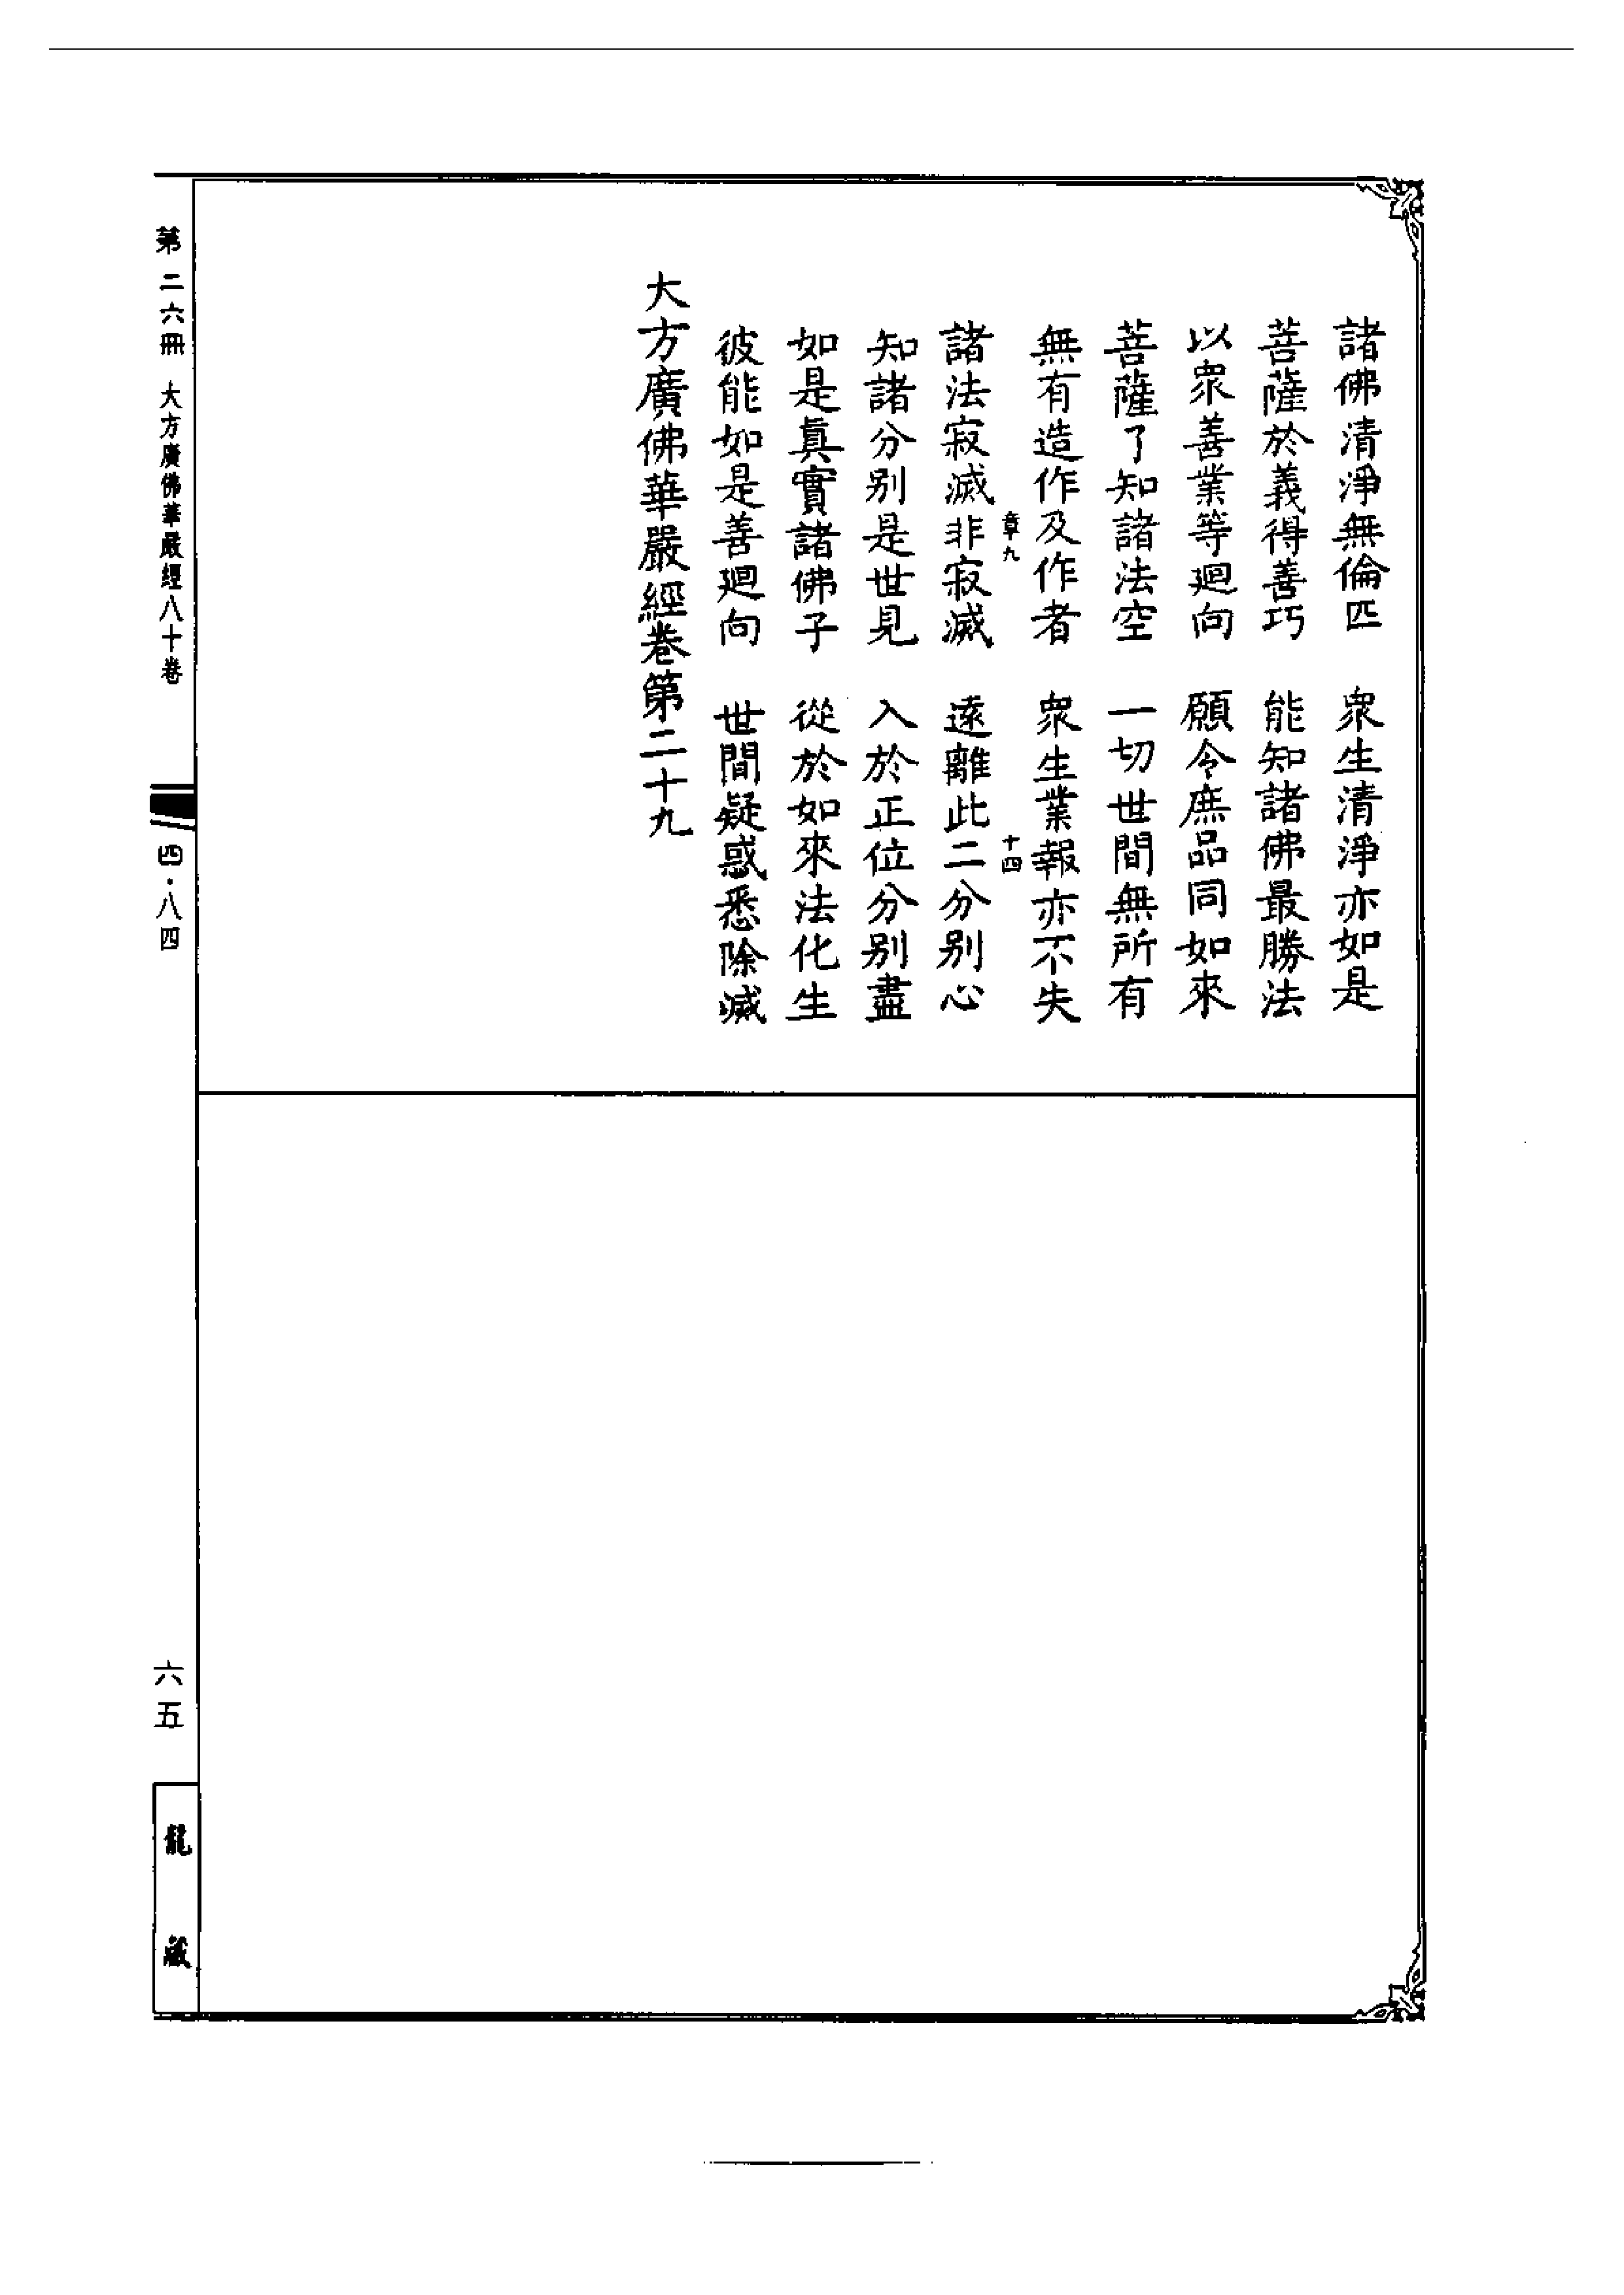 諸佛清淨無倫匹　眾生清淨亦如是
菩薩於義得善巧　能知諸佛最勝法
以眾善業等迴向　願令庶品同如來
菩薩了知諸法空　一切世間無所有
無有造作及作者　眾生業報亦不失
章九　十四
諸法寂滅非寂滅　遠離此二分別心
知諸分別是世見　入於正位分別盡
如是真實諸佛子　從於如來法化生
彼能如是善迴向　世間疑惑悉除滅
大方廣佛華嚴經卷第二十九
第二六冊　大方廣佛華嚴經八十卷　四·八四　六五
龍藏